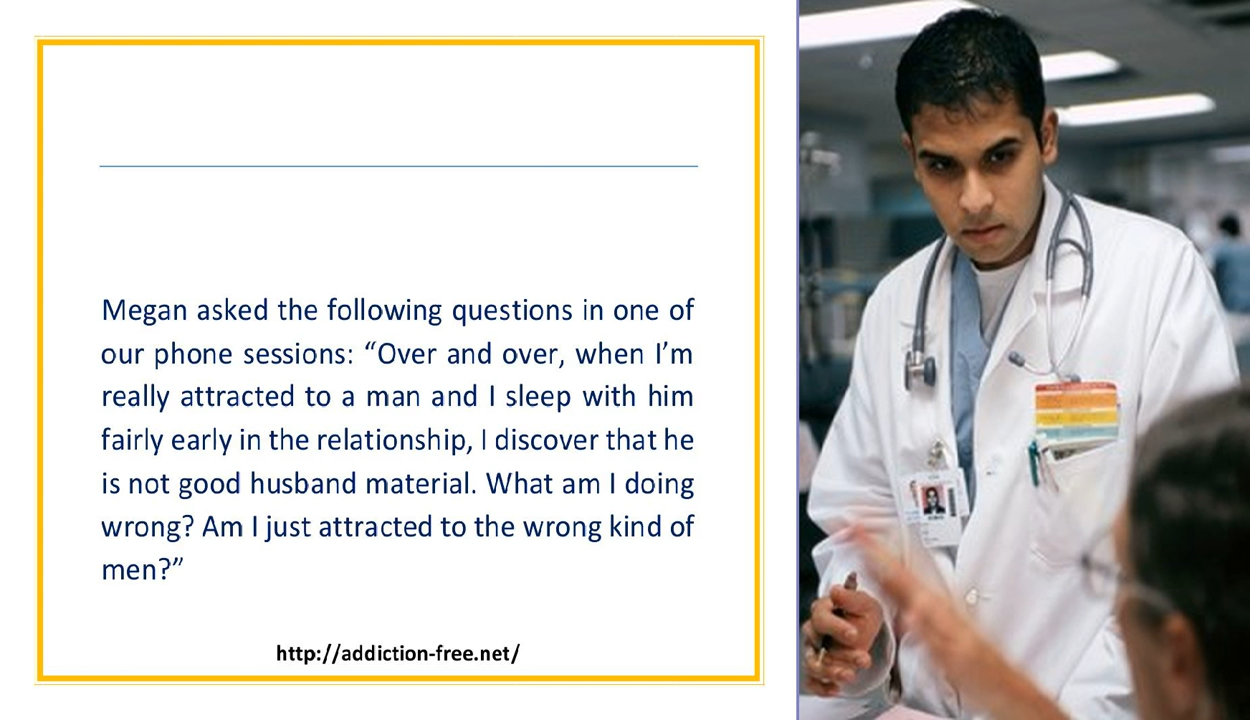 Megan asked the following questions in one of
our phone sessions: “Over and over, when I’m
really attracted to a man and I sleep with him
fairly early in the relationship, I discover that he
is not good husband material. What am I doing
wrong? Am I just attracted to the wrong kind of
men?”
http://addiction-free.net/